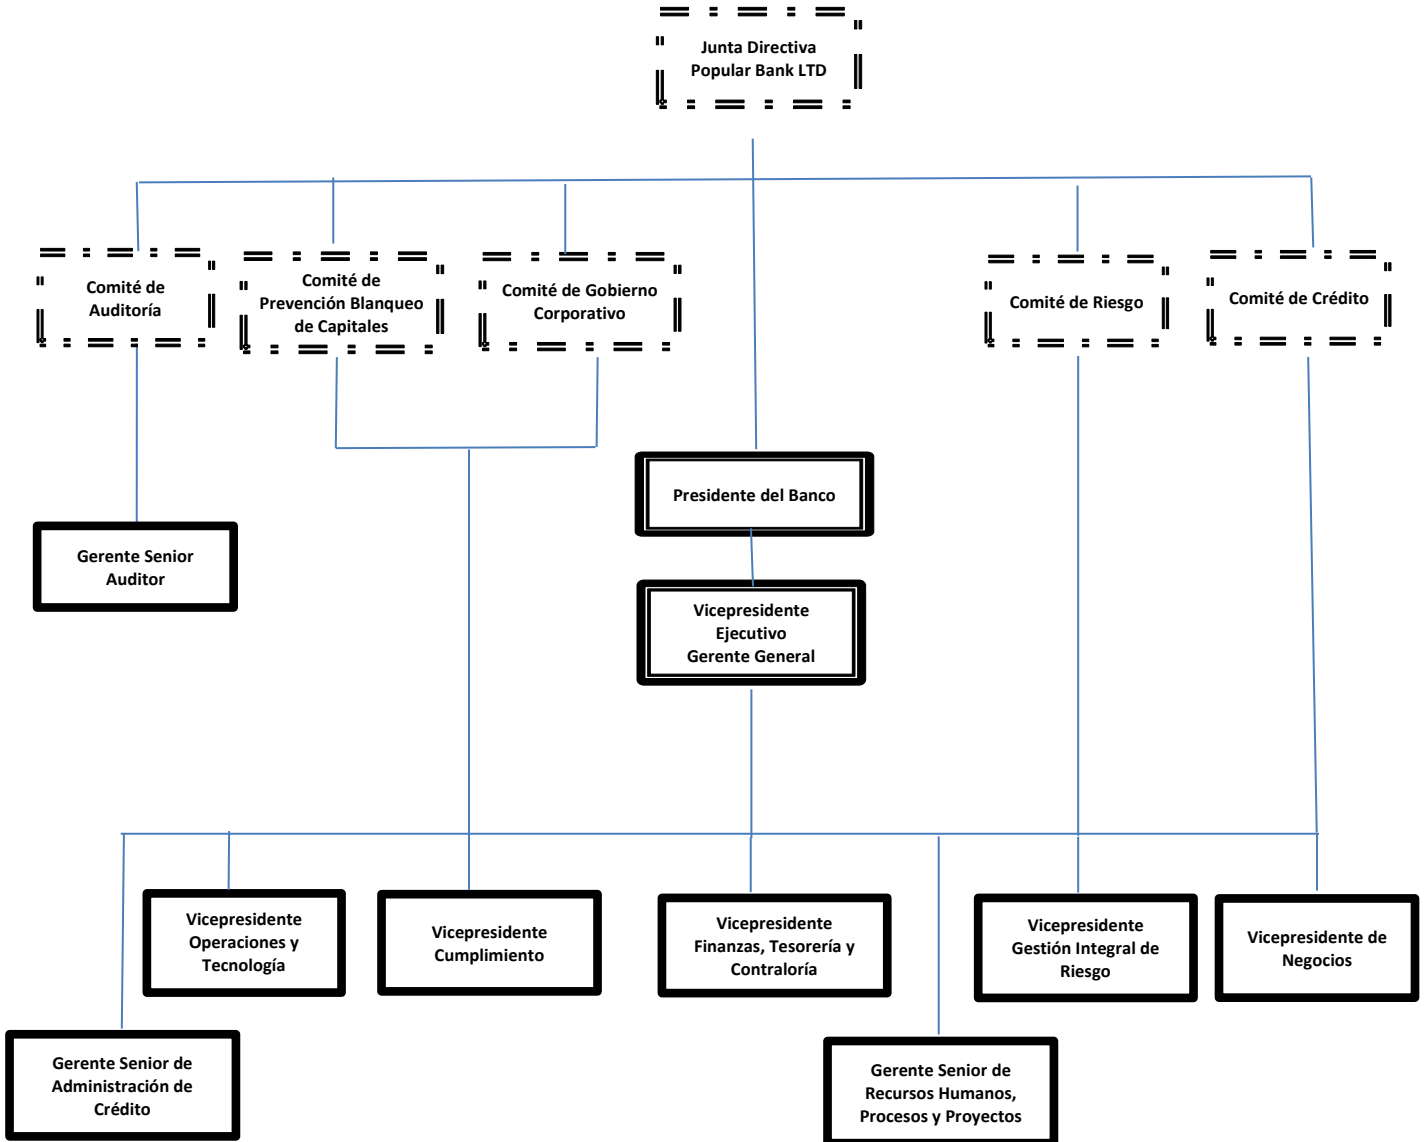 Junta Directiva
Popular Bank LTD
Comité de
Auditoría
Comité de
Prevención Blanqueo
de Capitales
Comité de Gobierno
Corporativo
Comité de Riesgo
Comité de Crédito
Presidente del Banco
Gerente Senior
Auditor
Vicepresidente
Ejecutivo
Gerente General
Vicepresidente
Operaciones y
Tecnología
Vicepresidente
Cumplimiento
Vicepresidente
Finanzas, Tesorería y
Contraloría
Vicepresidente
Gestión Integral de
Riesgo
Vicepresidente de
Negocios
Gerente Senior de
Administración de
Crédito
Gerente Senior de
Recursos Humanos,
Procesos y Proyectos